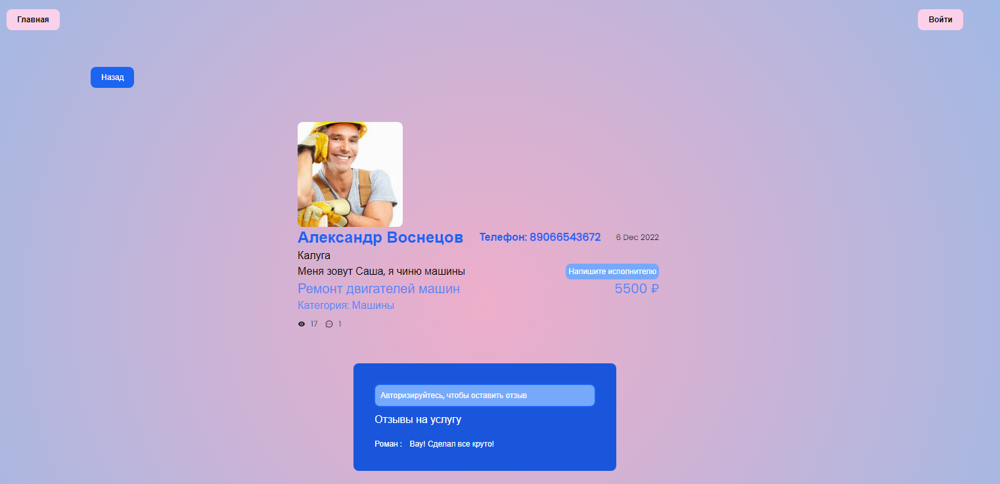 Главная
Войти
Назад
Александр Воснецов Телефон: 89066543672 6 Dec 2022
Калуга
Меня зовут Саша, я чиню машины Напишите исполнителю
Ремонт двигателей машин 5500 ₽
Категория: Машины
17 1
Авторизируйтесь, чтобы оставить отзыв
Отзывы на услугу
Роман : Вау! Сделал все круто!